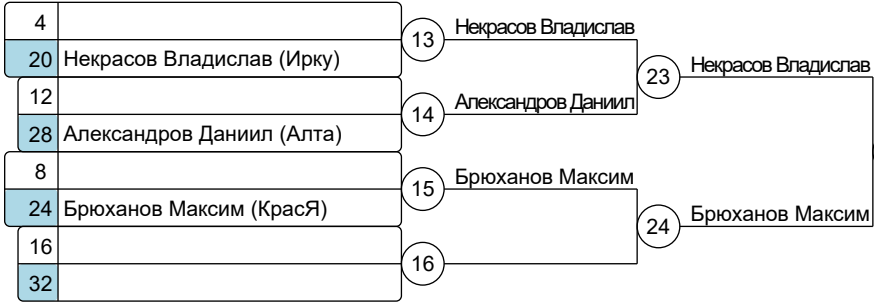 4
13 Некрасов Владислав
20 Некрасов Владислав (Ирку)
23 Некрасов Владислав
12
14 Александров Даниил
28 Александров Даниил (Алта)
8
15 Брюханов Максим
24 Брюханов Максим (КрасЯ)
24 Брюханов Максим
16
16
32